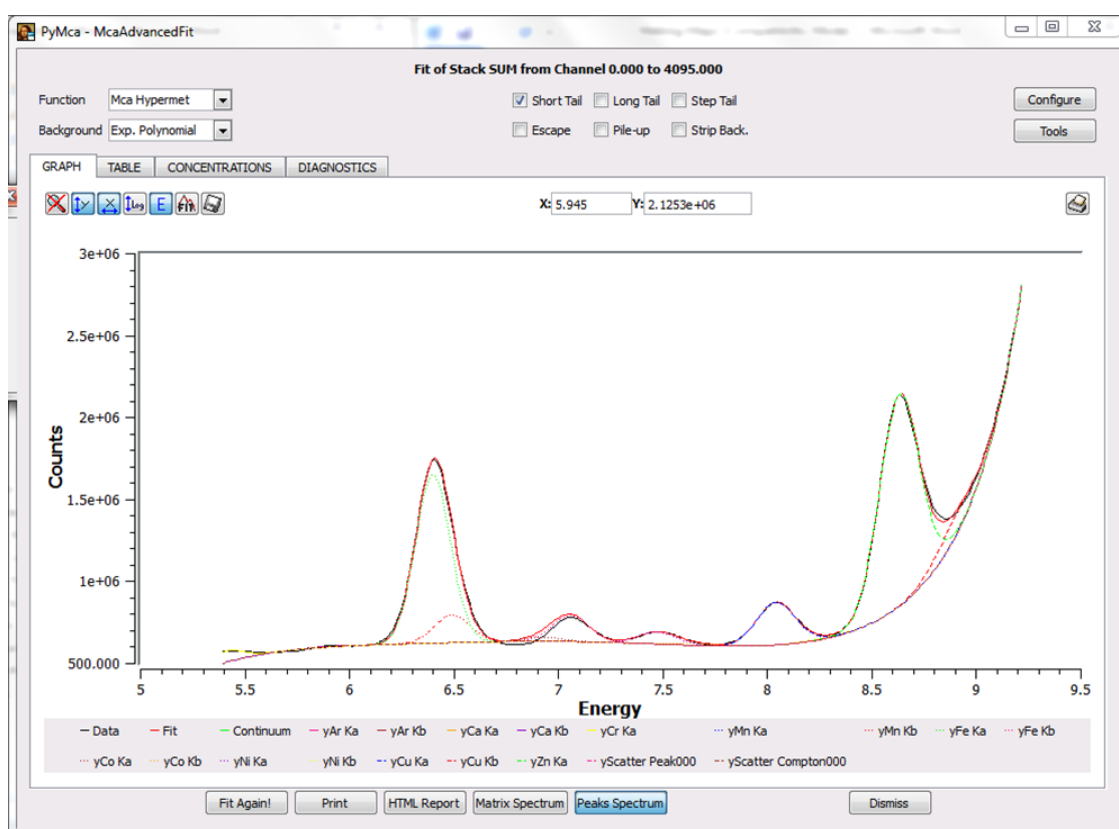 PyMca - McaAdvancedFit
Fit of Stack SUM from Channel 0.000 to 4095.000
Function Mca Hypermet Short Tail Long Tail Step Tail Configure
Background Exp. Polynomial Escape Pile-up Strip Back. Tools
GRAPH TABLE CONCENTRATIONS DIAGNOSTICS
Log E Fit X: 5.945 Y: 2.1253e+06
3e+06
2.5e+06
2e+06
1.5e+06
1e+06
500.000
Counts
5 5.5 6 6.5 7 7.5 8 8.5 9 9.5
Energy
Data Fit Continuum yAr Ka yAr Kb yCa Ka yCa Kb yCr Ka yMn Ka yMn Kb yFe Ka yFe Kb
yCo Ka yCo Kb yNi Ka yNi Kb yCu Ka yCu Kb yZn Ka yScatter Peak000 yScatter Compton000
Fit Again! Print HTML Report Matrix Spectrum Peaks Spectrum Dismiss